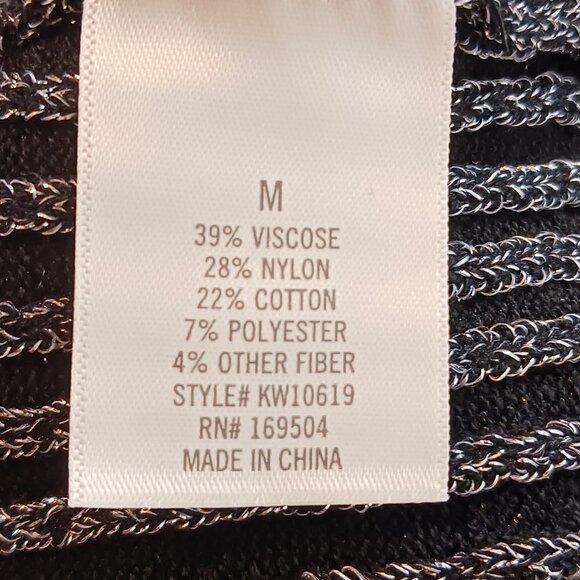 M
39% VISCOSE
28% NYLON
22% COTTON
7% POLYESTER
4% OTHER FIBER
STYLE# KW10619
RN# 169504
MADE IN CHINA